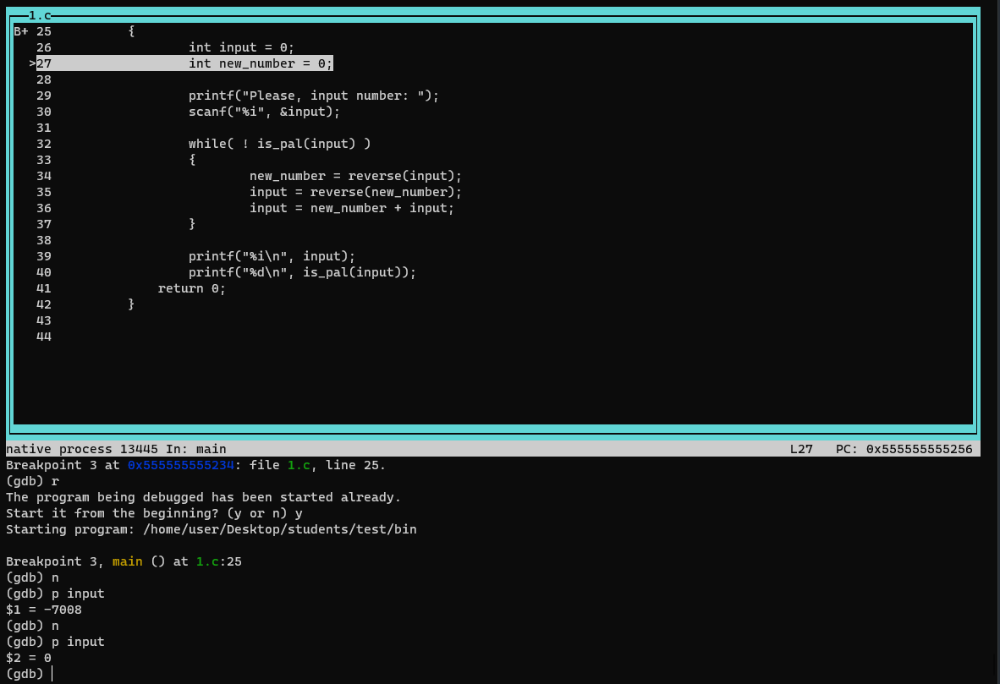 1.c
B+ 25 {
26 int input = 0;
>27 int new_number = 0;
28
29 printf("Please, input number: ");
30 scanf("%i", &input);
31
32 while( ! is_pal(input) )
33 {
34 new_number = reverse(input);
35 input = reverse(new_number);
36 input = new_number + input;
37 }
38
39 printf("%i\n", input);
40 printf("%d\n", is_pal(input));
41 return 0;
42 }
43
44
native process 13445 In: main L27 PC: 0x555555555256
Breakpoint 3 at 0x555555555234: file 1.c, line 25.
(gdb) r
The program being debugged has been started already.
Start it from the beginning? (y or n) y
Starting program: /home/user/Desktop/students/test/bin
Breakpoint 3, main () at 1.c:25
(gdb) n
(gdb) p input
$1 = -7008
(gdb) n
(gdb) p input
$2 = 0
(gdb)